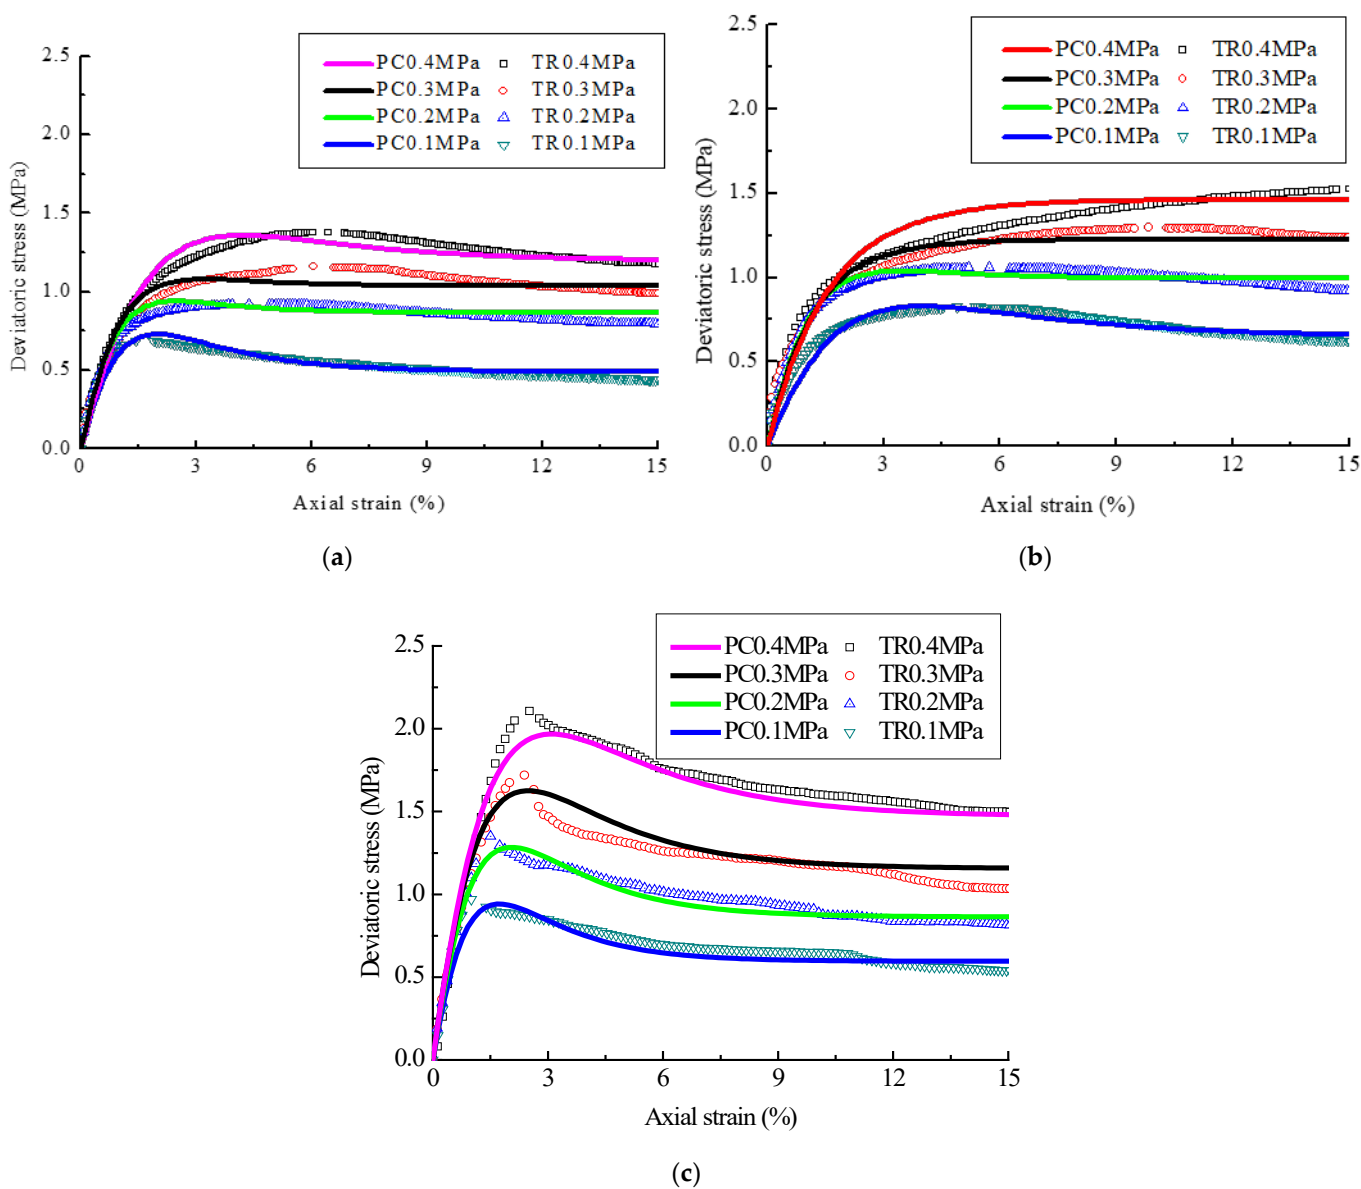 2.5
2.0
1.5
1.0
0.5
0.0
Deviatoric stress (MPa)
PC0.4MPa TR0.4MPa
PC0.3MPa TR0.3MPa
PC0.2MPa TR0.2MPa
PC0.1MPa TR0.1MPa
0 3 6 9 12 15
Axial strain (%)
(a)
2.5
2.0
1.5
1.0
0.5
0.0
Deviatoric stress (MPa)
PC0.4MPa TR0.4MPa
PC0.3MPa TR0.3MPa
PC0.2MPa TR0.2MPa
PC0.1MPa TR0.1MPa
0 3 6 9 12 15
Axial strain (%)
(b)
2.5
2.0
1.5
1.0
0.5
0.0
Deviatoric stress (MPa)
PC0.4MPa TR0.4MPa
PC0.3MPa TR0.3MPa
PC0.2MPa TR0.2MPa
PC0.1MPa TR0.1MPa
0 3 6 9 12 15
Axial strain (%)
(c)